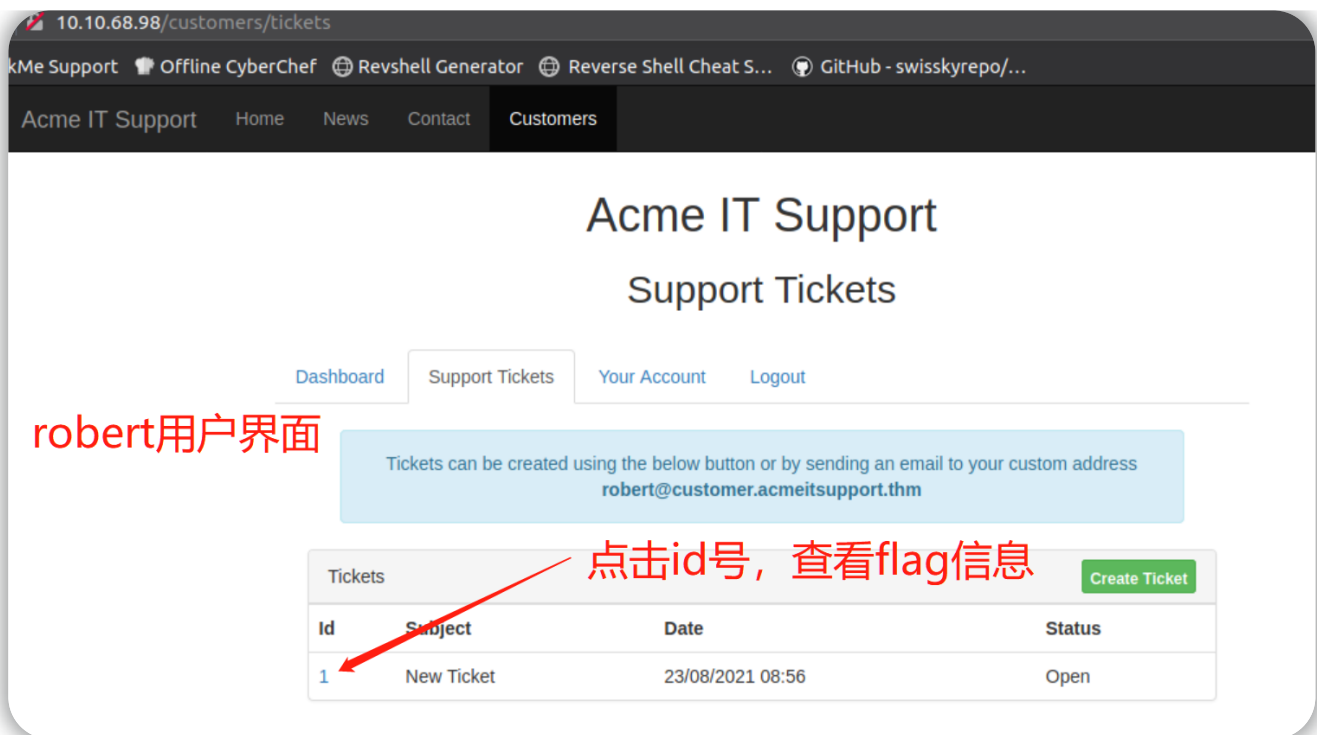 10.10.68.98/customers/tickets
kMe Support Offline CyberChef Revshell Generator Reverse Shell Cheat S... GitHub - swisskyrepo/...
Acme IT Support Home News Contact Customers
Acme IT Support
Support Tickets
Dashboard Support Tickets Your Account Logout
robert用户界面
Tickets can be created using the below button or by sending an email to your custom address
robert@customer.acmeitsupport.thm
点击id号，查看flag信息
Tickets Create Ticket
Id Subject Date Status
1 New Ticket 23/08/2021 08:56 Open